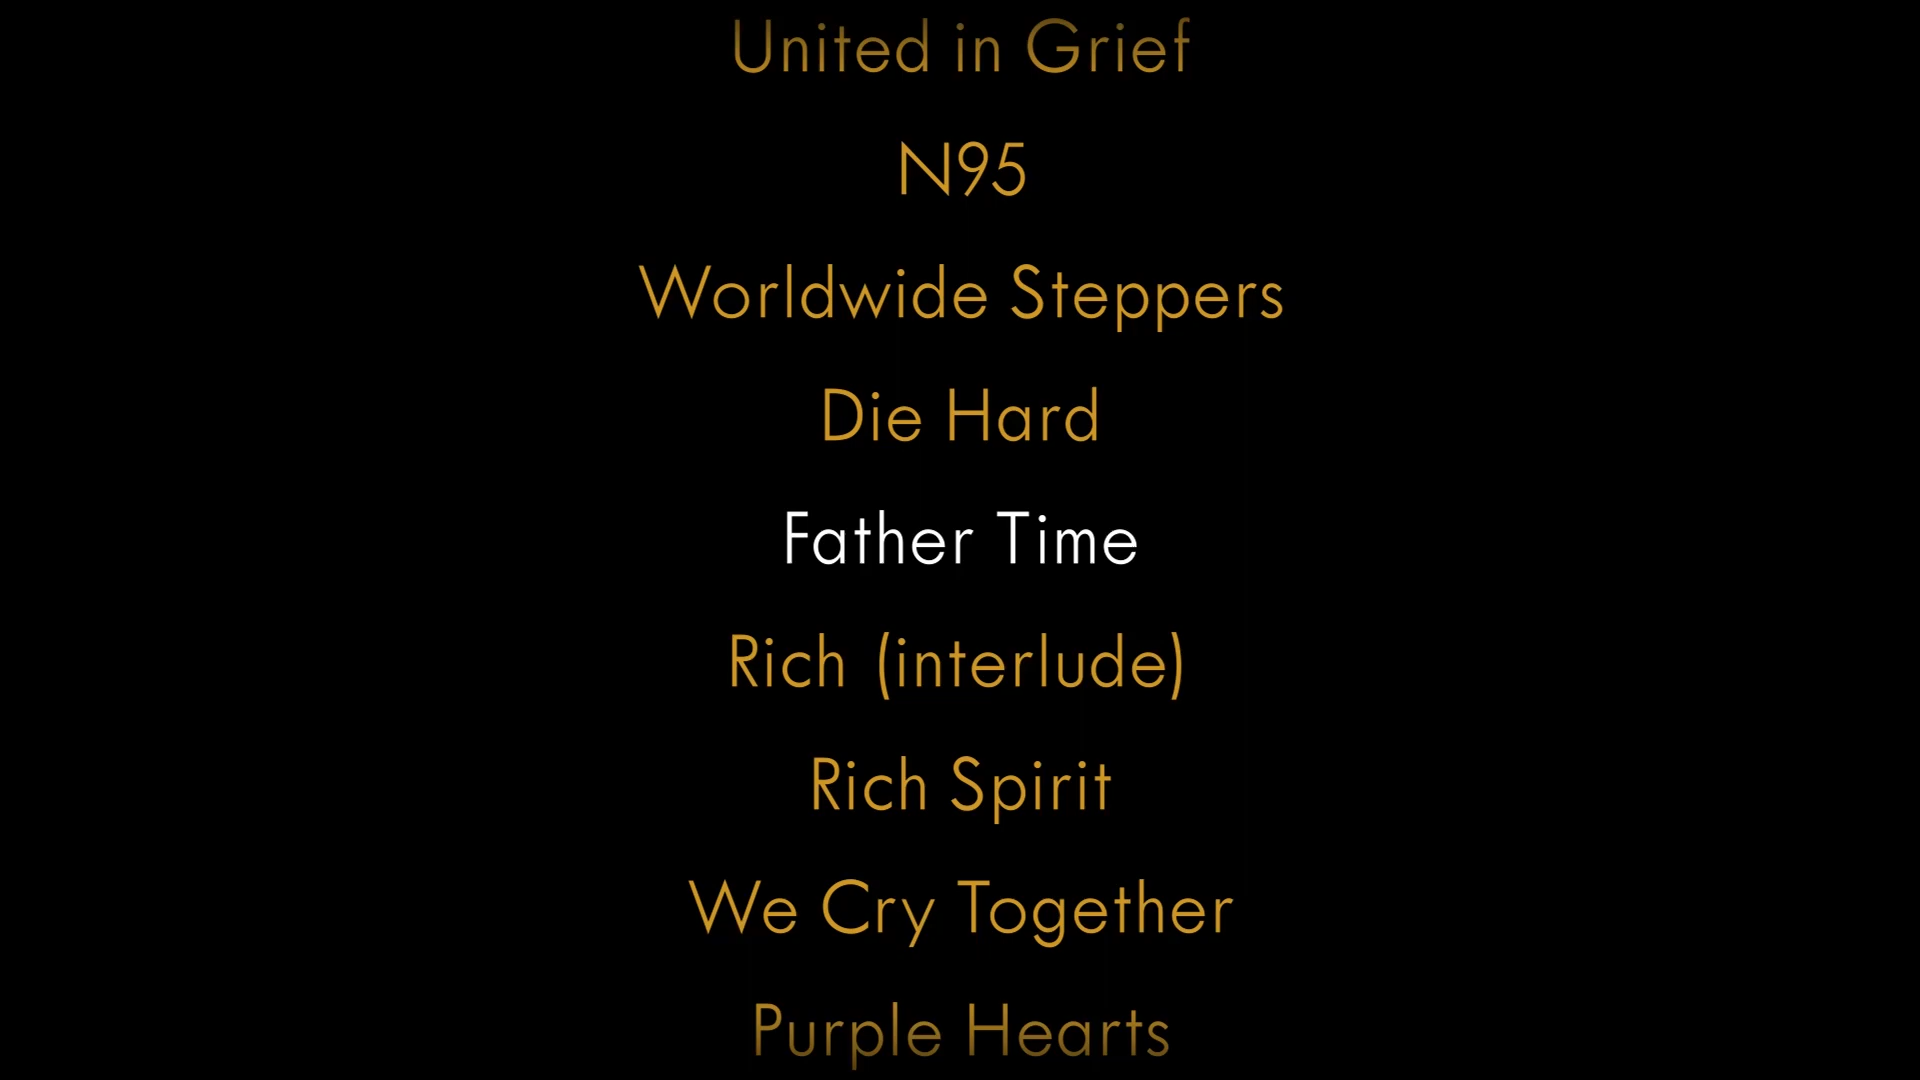 United in Grief
N95
Worldwide Steppers
Die Hard
Father Time
Rich (interlude)
Rich Spirit
We Cry Together
Purple Hearts